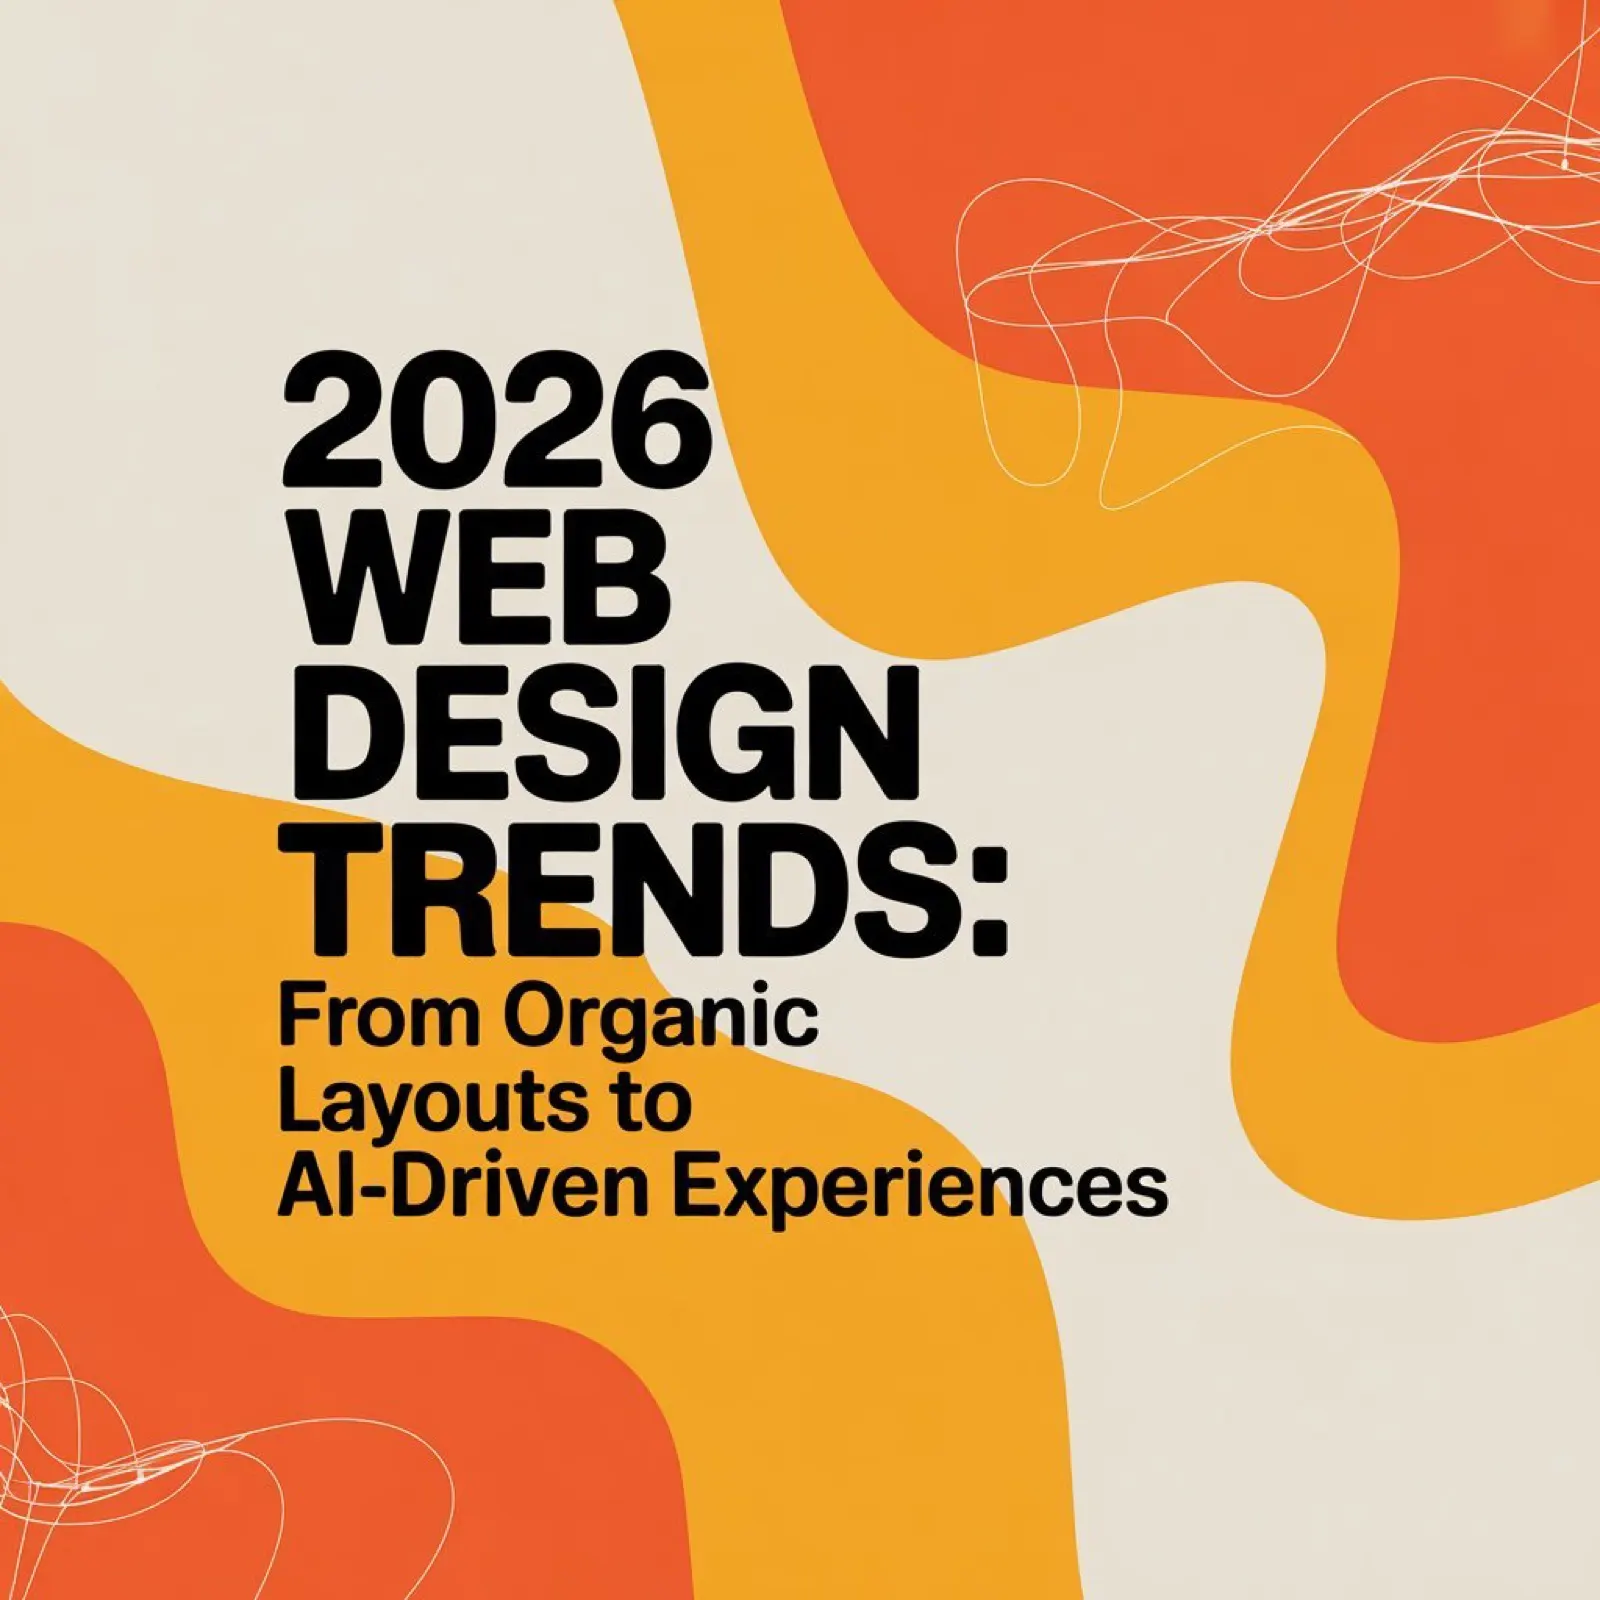 2026
WEB
DESIGN
TRENDS:
From Organic
Layouts to
AI-Driven Experiences